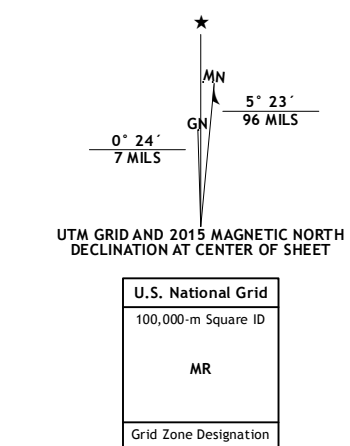 ★
MN
5° 23´
96 MILS
GN
0° 24´
7 MILS
UTM GRID AND 2015 MAGNETIC NORTH
DECLINATION AT CENTER OF SHEET
U.S. National Grid
100,000-m Square ID
MR
Grid Zone Designation